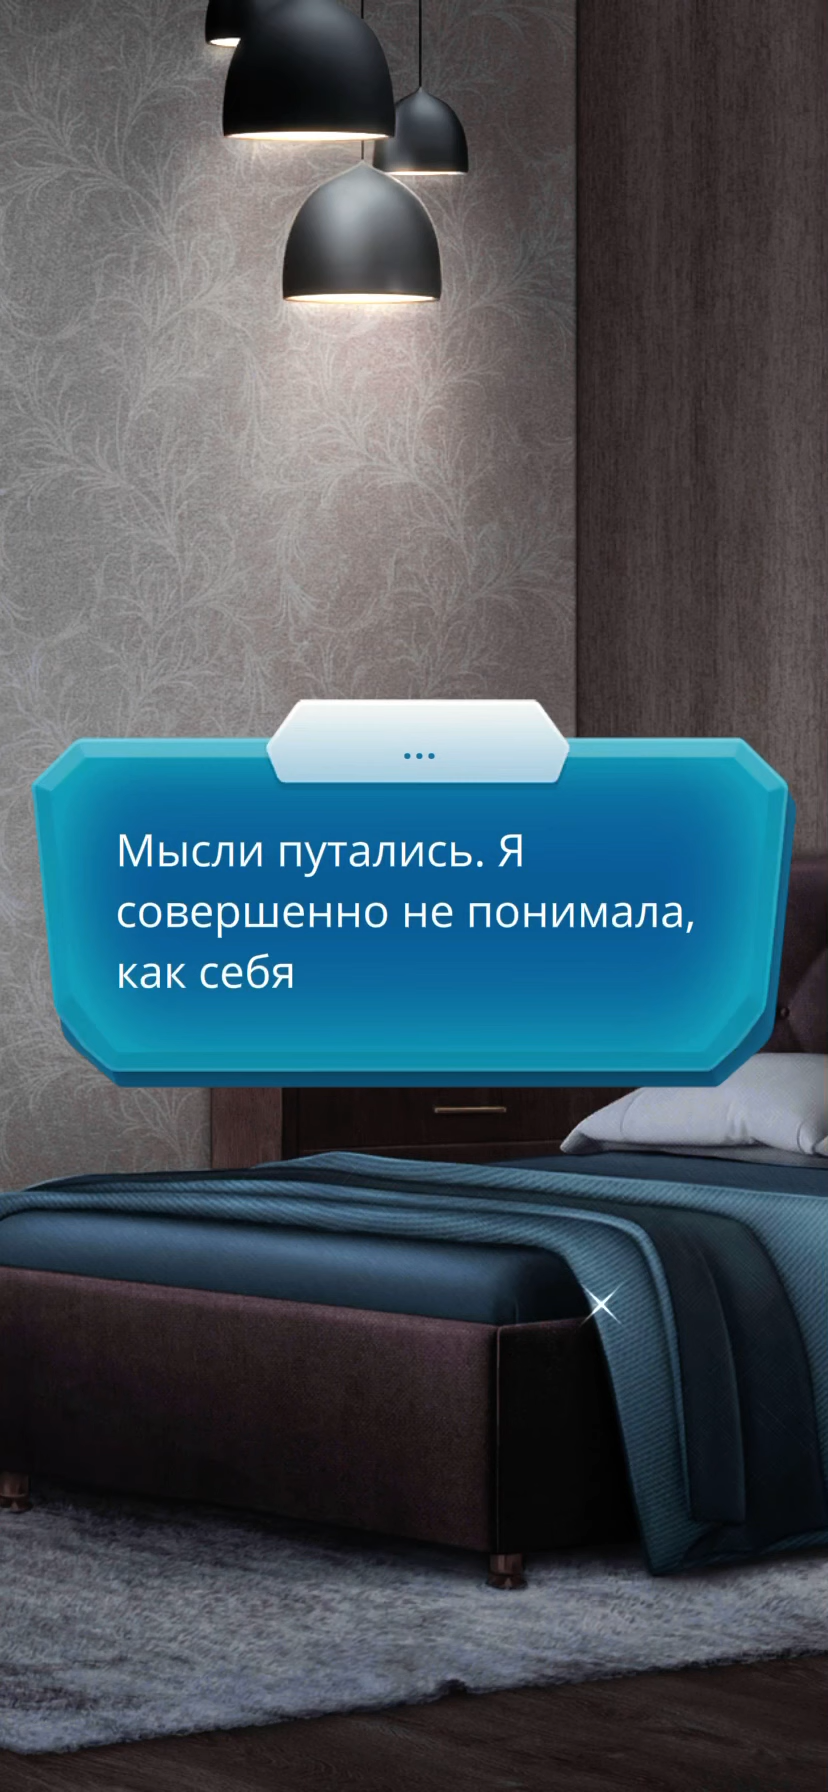 ...
Мысли путались. Я
совершенно не понимала,
как себя